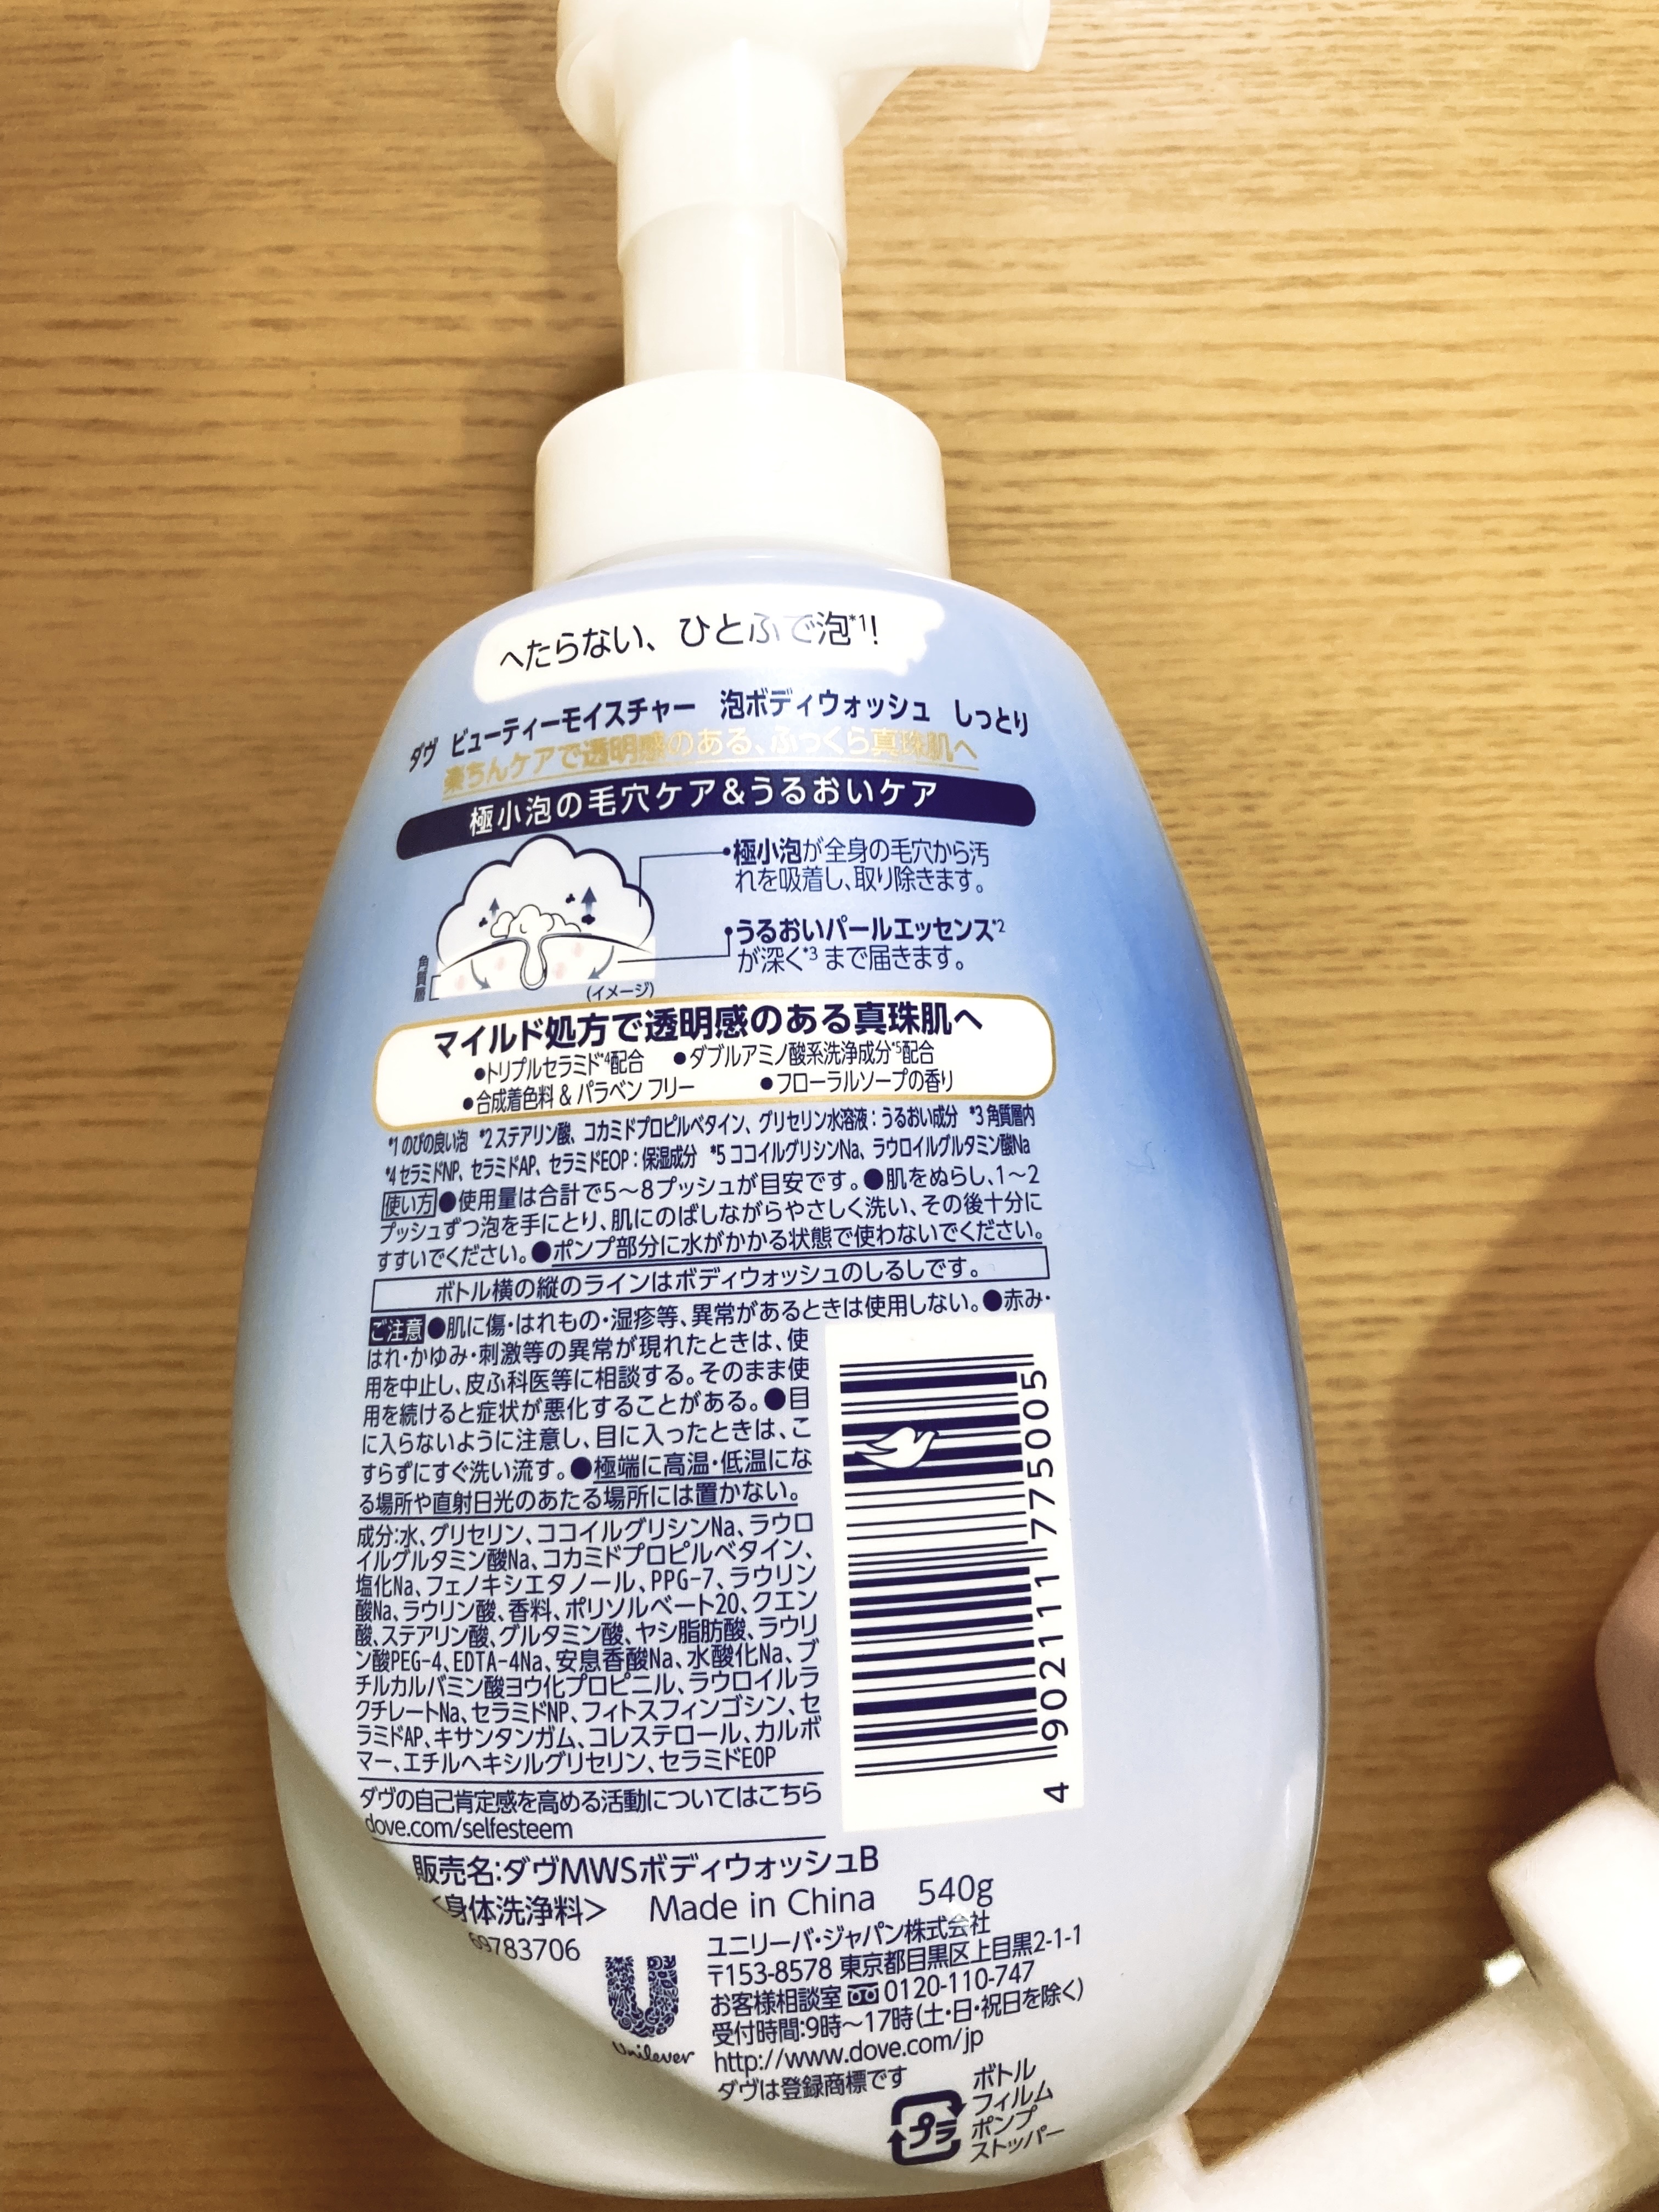 へたらない、ひとふで泡*1!
ダヴ ビューティーモイスチャー 泡ボディウォッシュ しっとり
楽ちんケアで透明感のある、ふっくら真珠肌へ
極小泡の毛穴ケア&うるおいケア
•極小泡が全身の毛穴から汚
れを吸着し、取り除きます。
•うるおいパールエッセンス*2
が深く*3 まで届きます。
角質層
(イメージ)
マイルド処方で透明感のある真珠肌へ
●トリプルセラミド*4配合 ●ダブルアミノ酸系洗浄成分*5配合
●合成着色料 & パラベン フリー ●フローラルソープの香り
*1 のびの良い泡 *2 ステアリン酸、コカミドプロピルベタイン、グリセリン水溶液:うるおい成分 *3 角質層内
*4 セラミドNP、セラミドAP、セラミドEOP:保湿成分 *5 ココイルグリシンNa、ラウロイルグルタミン酸Na
使い方●使用量は合計で5〜8プッシュが目安です。●肌をぬらし、1〜2
プッシュずつ泡を手にとり、肌にのばしながらやさしく洗い、その後十分に
すすいでください。●ポンプ部分に水がかかる状態で使わないでください。
ボトル横の縦のラインはボディウォッシュのしるしです。
ご注意●肌に傷・はれもの・湿疹等、異常があるときは使用しない。●赤み・
はれ・かゆみ・刺激等の異常が現れたときは、使
用を中止し、皮ふ科医等に相談する。そのまま使
用を続けると症状が悪化することがある。●目
に入らないように注意し、目に入ったときは、こ
すらずにすぐ洗い流す。●極端に高温・低温にな
る場所や直射日光のあたる場所には置かない。
成分:水、グリセリン、ココイルグリシンNa、ラウロ
イルグルタミン酸Na、コカミドプロピルベタイン、
塩化Na、フェノキシエタノール、PPG-7、ラウリン
酸Na、ラウリン酸、香料、ポリソルベート20、クエン
酸、ステアリン酸、グルタミン酸、ヤシ脂肪酸、ラウリ
ン酸PEG-4、EDTA-4Na、安息香酸Na、水酸化Na、ブ
チルカルバミン酸ヨウ化プロピニル、ラウロイルラ
クチレートNa、セラミドNP、フィトスフィンゴシン、セ
ラミドAP、キサンタンガム、コレステロール、カルボ
マー、エチルヘキシルグリセリン、セラミドEOP
4 902111 775005
ダヴの自己肯定感を高める活動についてはこちら
dove.com/selfesteem
販売名:ダヴMWSボディウォッシュB
<身体洗浄料> Made in China 540g
69783706
Unilever
ユニリーバ・ジャパン株式会社
〒153-8578 東京都目黒区上目黒2-1-1
お客様相談室 0120-110-747
受付時間:9時〜17時(土・日・祝日を除く)
http://www.dove.com/jp
ダヴは登録商標です
プラ
ボトル
フィルム
ポンプ
ストッパー